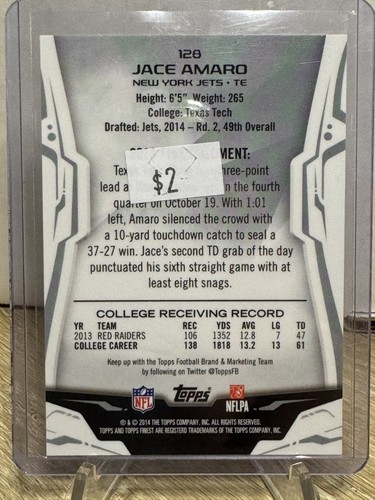 128
JACE AMARO
NEW YORK JETS • TE
Height: 6'5" Weight: 265
College: Texas Tech
Drafted: Jets, 2014 – Rd. 2, 49th Overall
MENT:
$2
three-point
lead in the fourth
quarter on October 19. With 1:01
left, Amaro silenced the crowd with
a 10-yard touchdown catch to seal a
37-27 win. Jace's second TD grab of the day
punctuated his sixth straight game with at
least eight snags.
COLLEGE RECEIVING RECORD
YR TEAM REC YDS AVG LG TD
2013 RED RAIDERS 106 1352 12.8 7 47
COLLEGE CAREER 138 1818 13.2 13 61
Keep up with the Topps Football Brand & Marketing Team
by following on Twitter @ToppsFB
NFL
Topps
NFLPA
® & © 2014 THE TOPPS COMPANY, INC. ALL RIGHTS RESERVED.
TOPPS AND TOPPS FINEST ARE REGISTERD TRADEMARKS OF THE TOPPS COMPANY, INC.